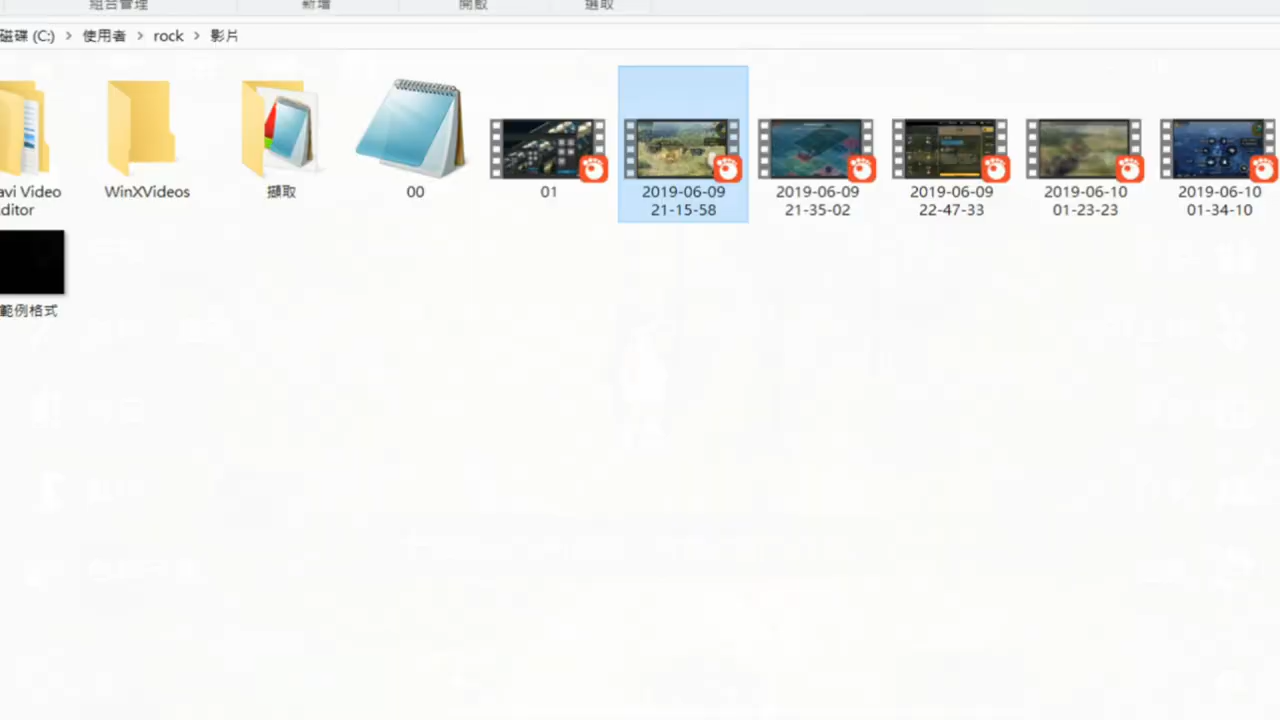 組合管理 新增 開啟 選取
磁碟 (C:) > 使用者 > rock > 影片
avi Video
ditor
WinXVideos
擷取
00
01
2019-06-09
21-15-58
2019-06-09
21-35-02
2019-06-09
22-47-33
2019-06-10
01-23-23
2019-06-10
01-34-10
範例格式